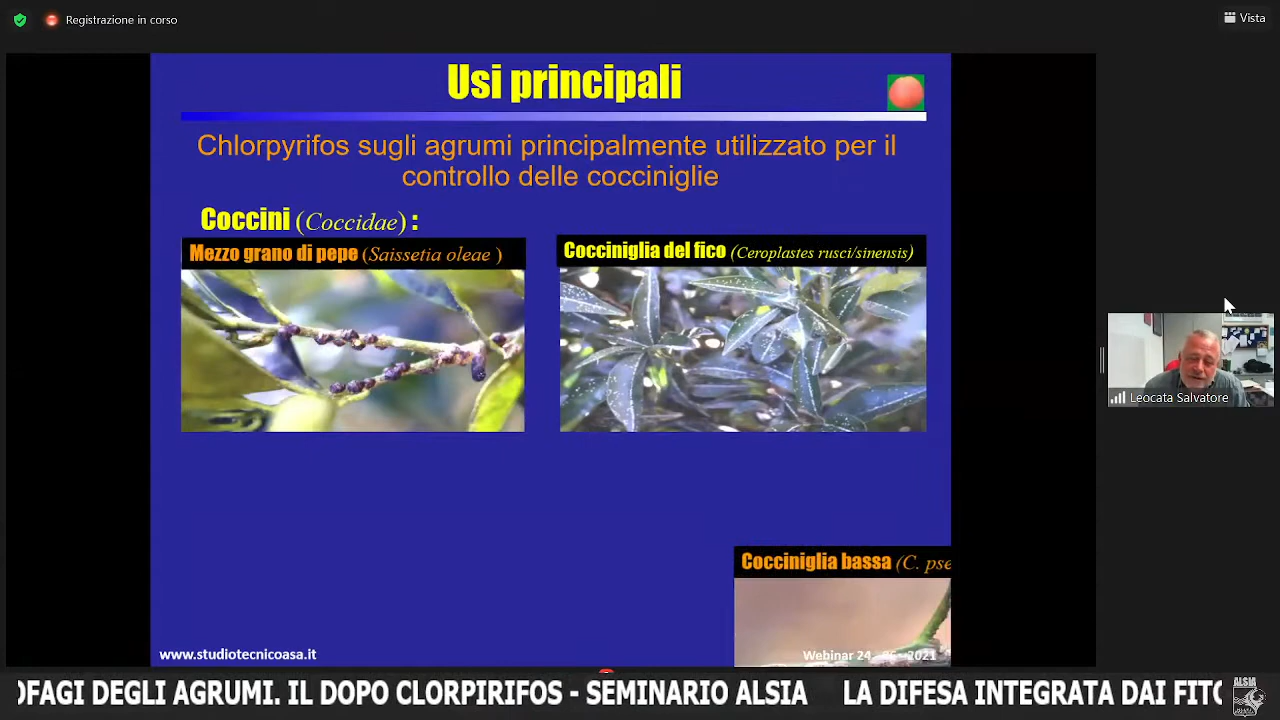 Registrazione in corso
Vista
Usi principali
Chlorpyrifos sugli agrumi principalmente utilizzato per il
controllo delle cocciniglie
Coccini (Coccidae) :
Mezzo grano di pepe (Saissetia oleae )
Cocciniglia del fico (Ceroplastes rusci/sinensis)
Leocata Salvatore
Cocciniglia bassa (C. pse
www.studiotecnicoasa.it
Webinar 24 2021
OFAGI DEGLI AGRUMI. IL DOPO CLORPIRIFOS - SEMINARIO ALSIA LA DIFESA INTEGRATA DAI FITO
ALSIA